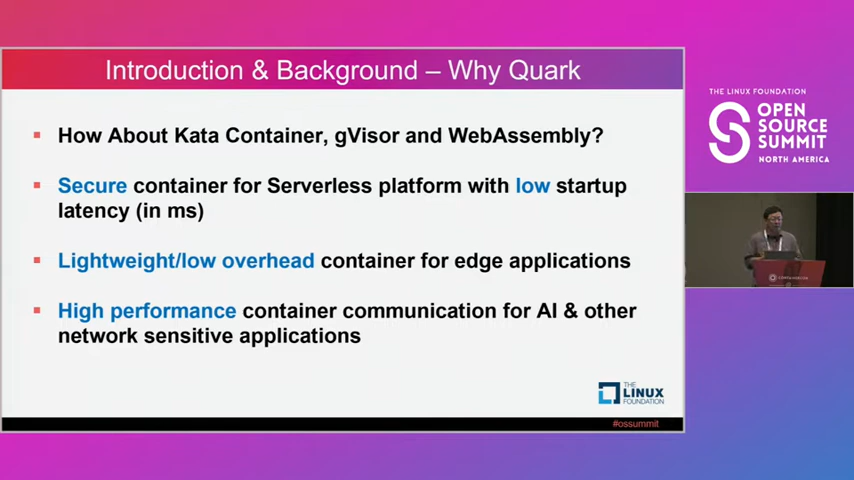 Introduction & Background – Why Quark
How About Kata Container, gVisor and WebAssembly?
Secure container for Serverless platform with low startup
latency (in ms)
Lightweight/low overhead container for edge applications
High performance container communication for AI & other
network sensitive applications
THE
LINUX
FOUNDATION
#ossummit
THE LINUX FOUNDATION
OPEN
SOURCE
SUMMIT
NORTH AMERICA